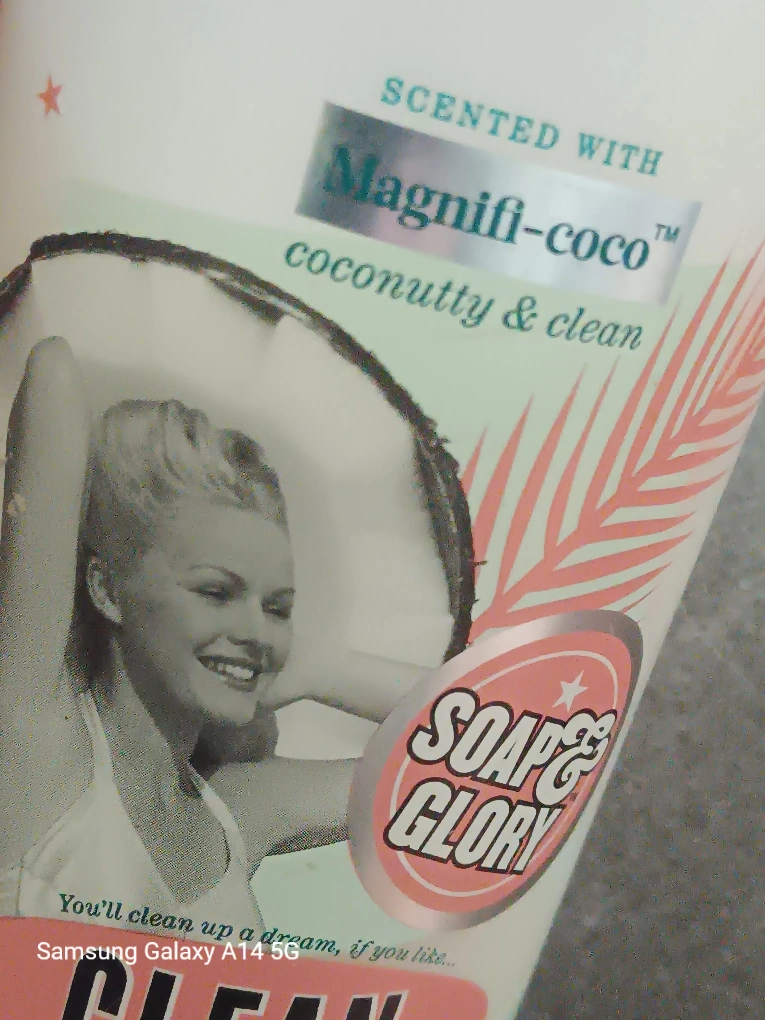 SCENTED WITH
Magnifi-coco™
coconutty & clean
SOAP &
GLORY
You'll clean up a dream, if you like...
Samsung Galaxy A14 5G
CLEAN